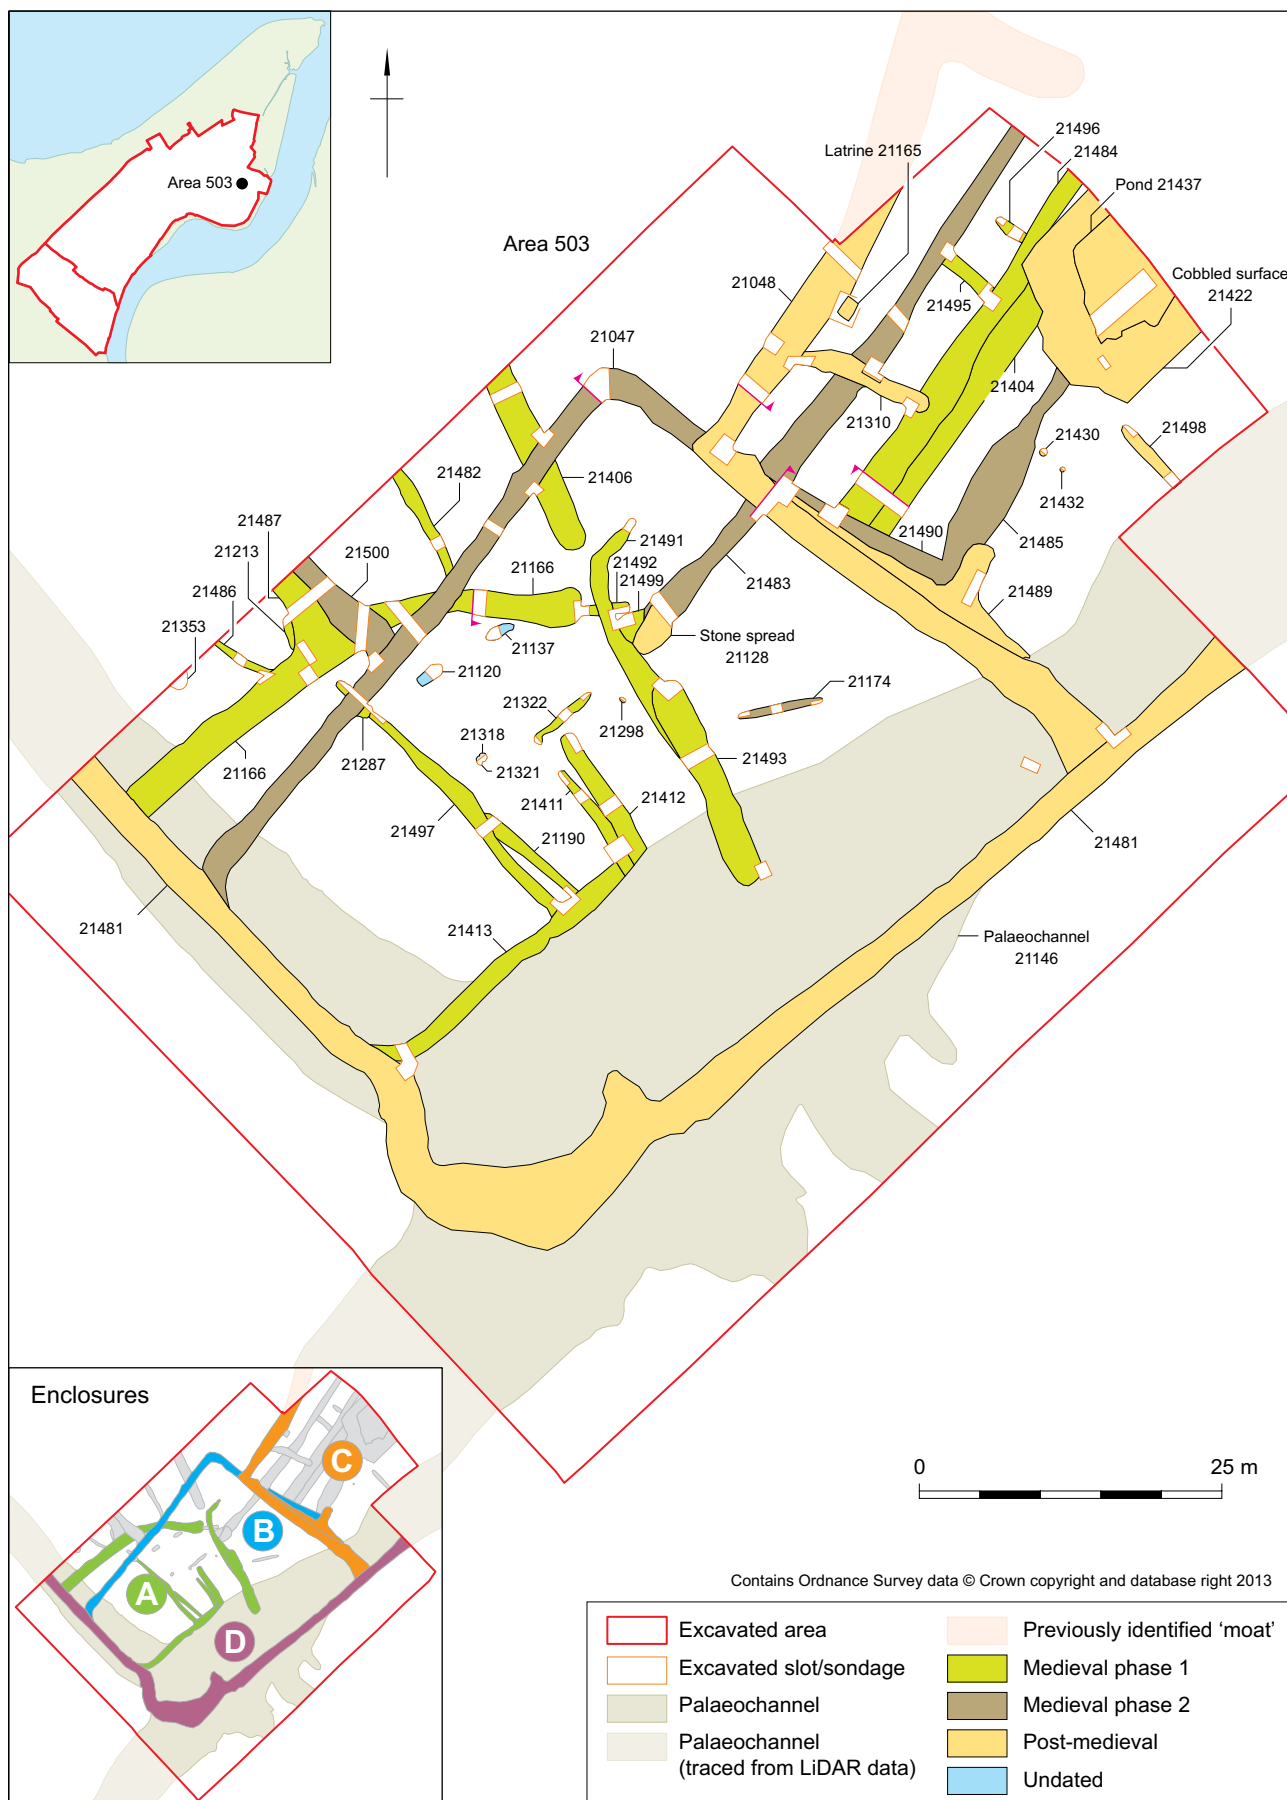 Area 503
Area 503
Latrine 21165
21496
21484
Pond 21437
Cobbled surface
21422
21048
21047
21495
21404
21310
21430
21498
21432
21406
21482
21487
21213
21500
21486
21353
21166
21491
21492
21499
21483
21490
21485
21489
Stone spread
21128
21137
21120
21174
21322
21298
21318
21321
21493
21166
21287
21411
21412
21497
21190
21481
21481
21413
Palaeochannel
21146
Enclosures
A
B
C
D
0
25 m
Contains Ordnance Survey data © Crown copyright and database right 2013
Excavated area
Excavated slot/sondage
Palaeochannel
Palaeochannel
(traced from LiDAR data)
Previously identified ‘moat’
Medieval phase 1
Medieval phase 2
Post-medieval
Undated